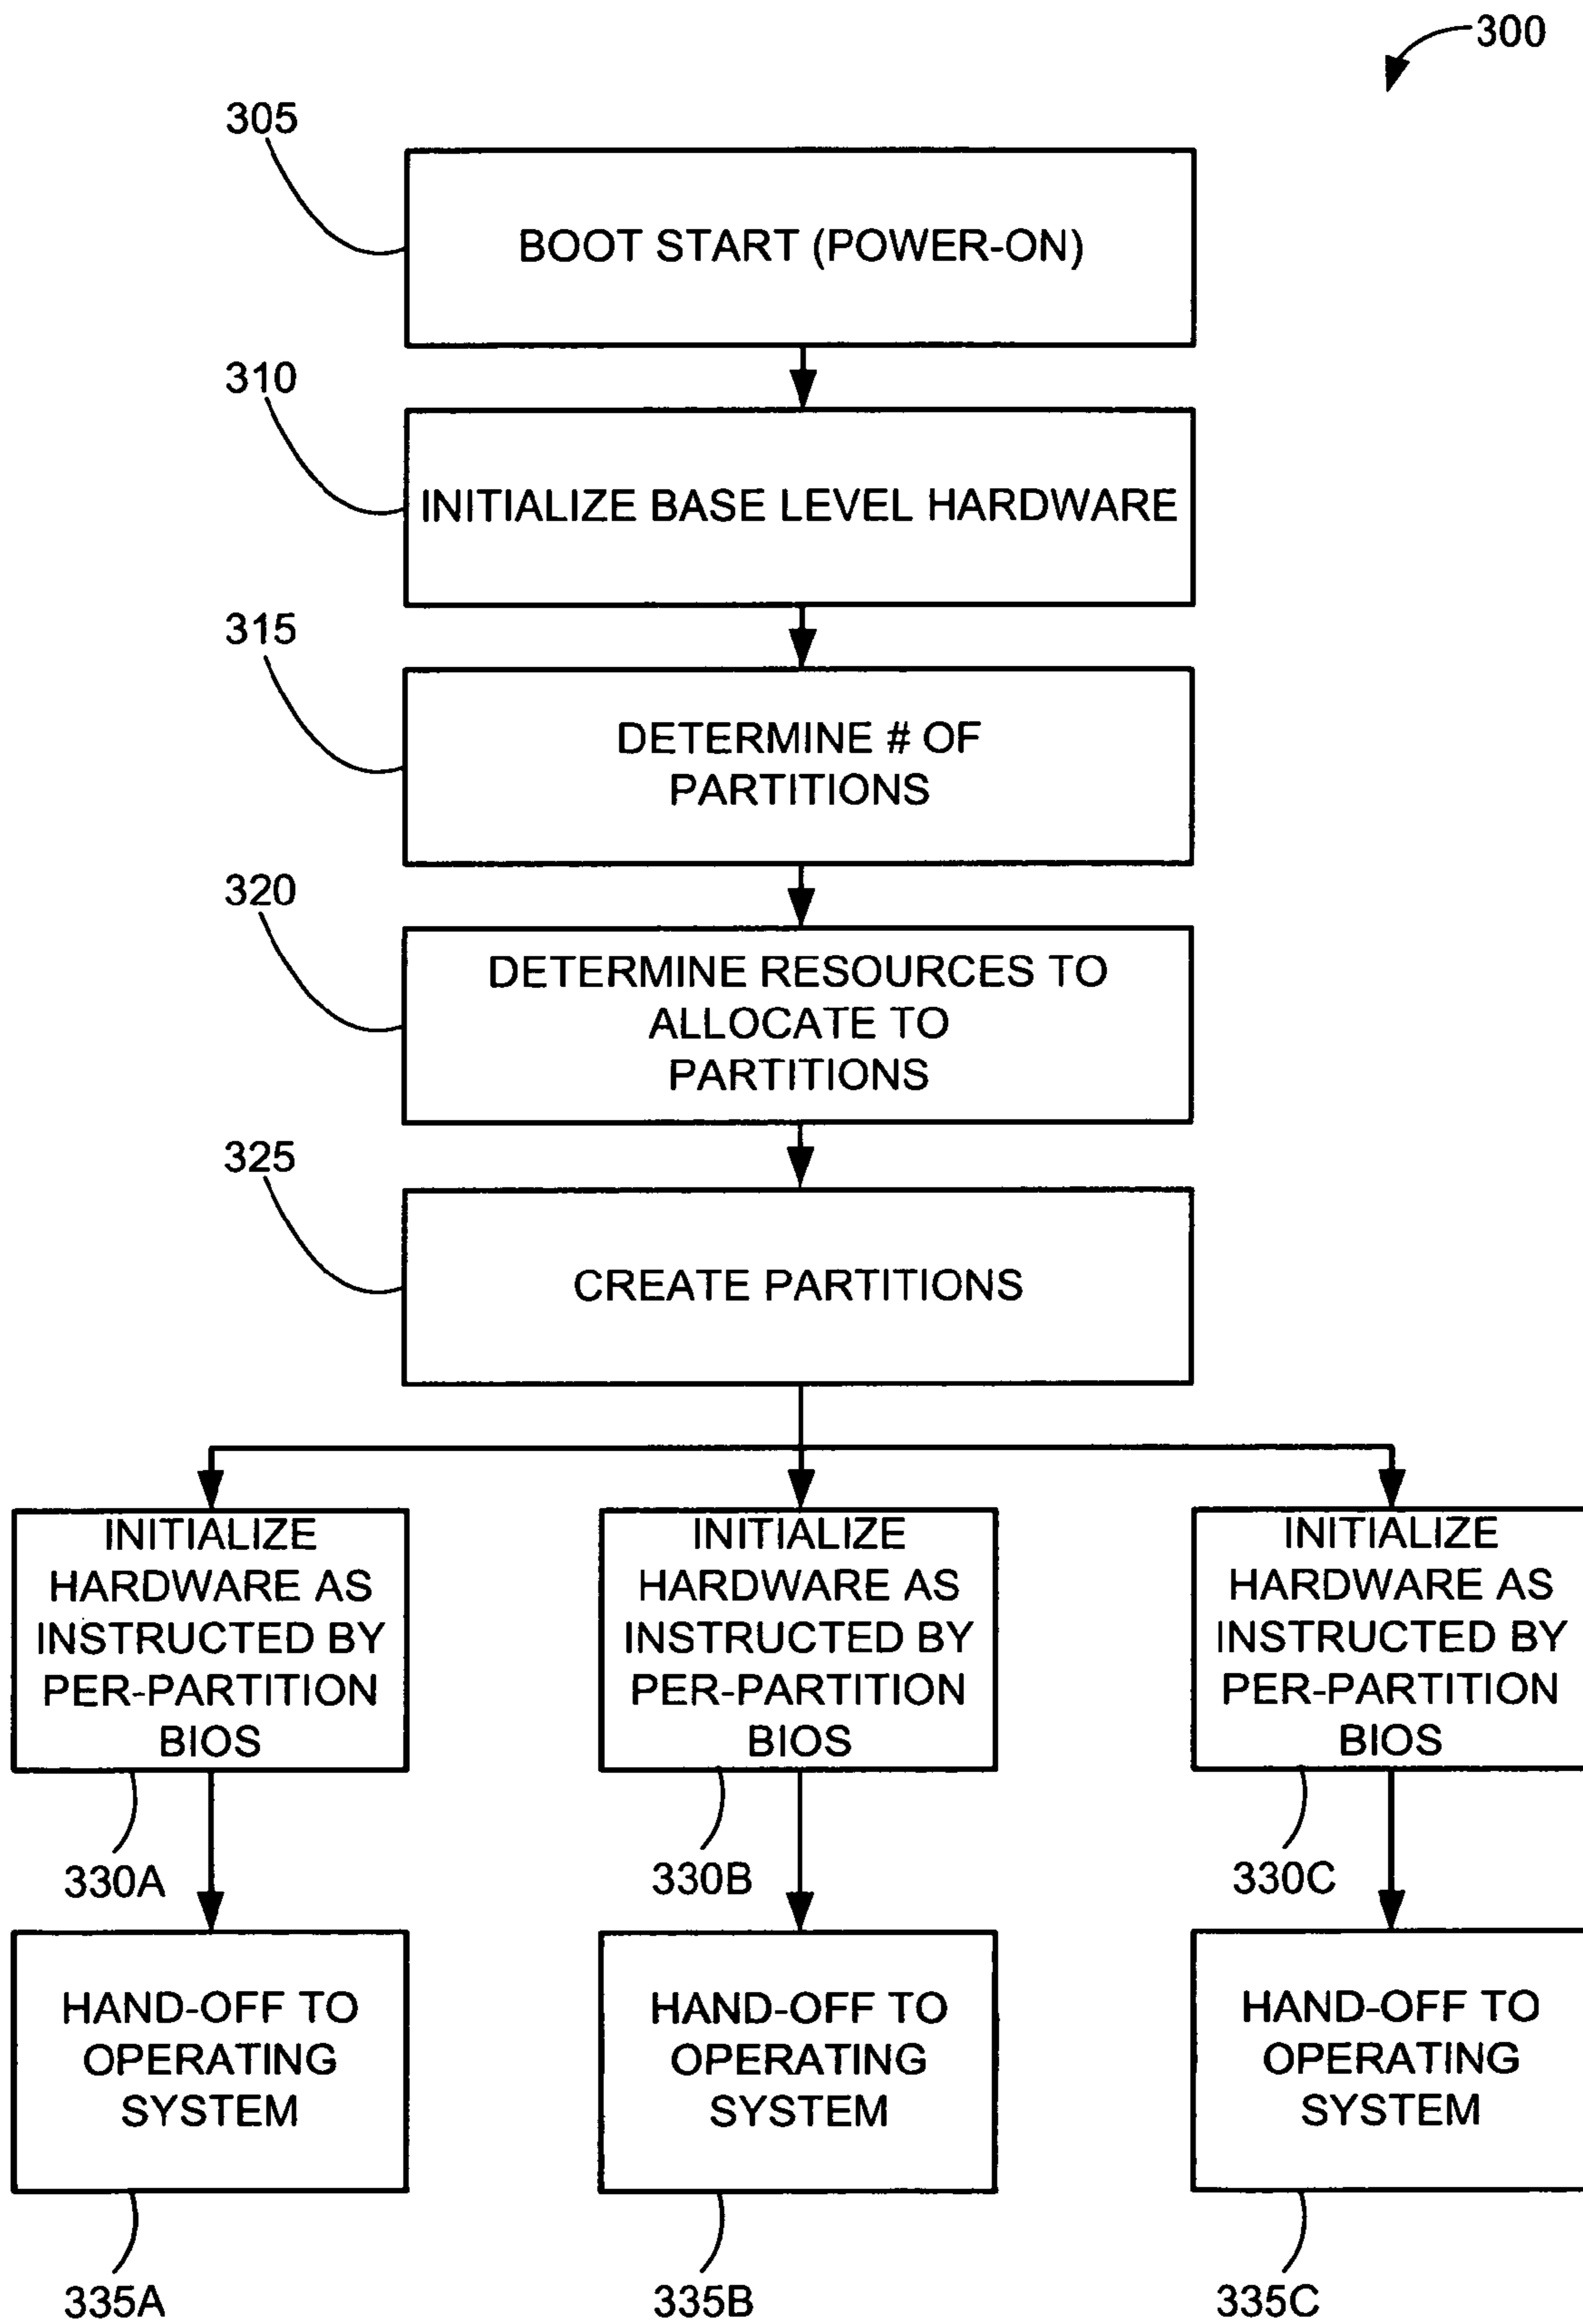 300
305
BOOT START (POWER-ON)
310
INITIALIZE BASE LEVEL HARDWARE
315
DETERMINE # OF
PARTITIONS
320
DETERMINE RESOURCES TO
ALLOCATE TO
PARTITIONS
325
CREATE PARTITIONS
INITIALIZE
HARDWARE AS
INSTRUCTED BY
PER-PARTITION
BIOS
330A
INITIALIZE
HARDWARE AS
INSTRUCTED BY
PER-PARTITION
BIOS
330B
INITIALIZE
HARDWARE AS
INSTRUCTED BY
PER-PARTITION
BIOS
330C
HAND-OFF TO
OPERATING
SYSTEM
335A
HAND-OFF TO
OPERATING
SYSTEM
335B
HAND-OFF TO
OPERATING
SYSTEM
335C